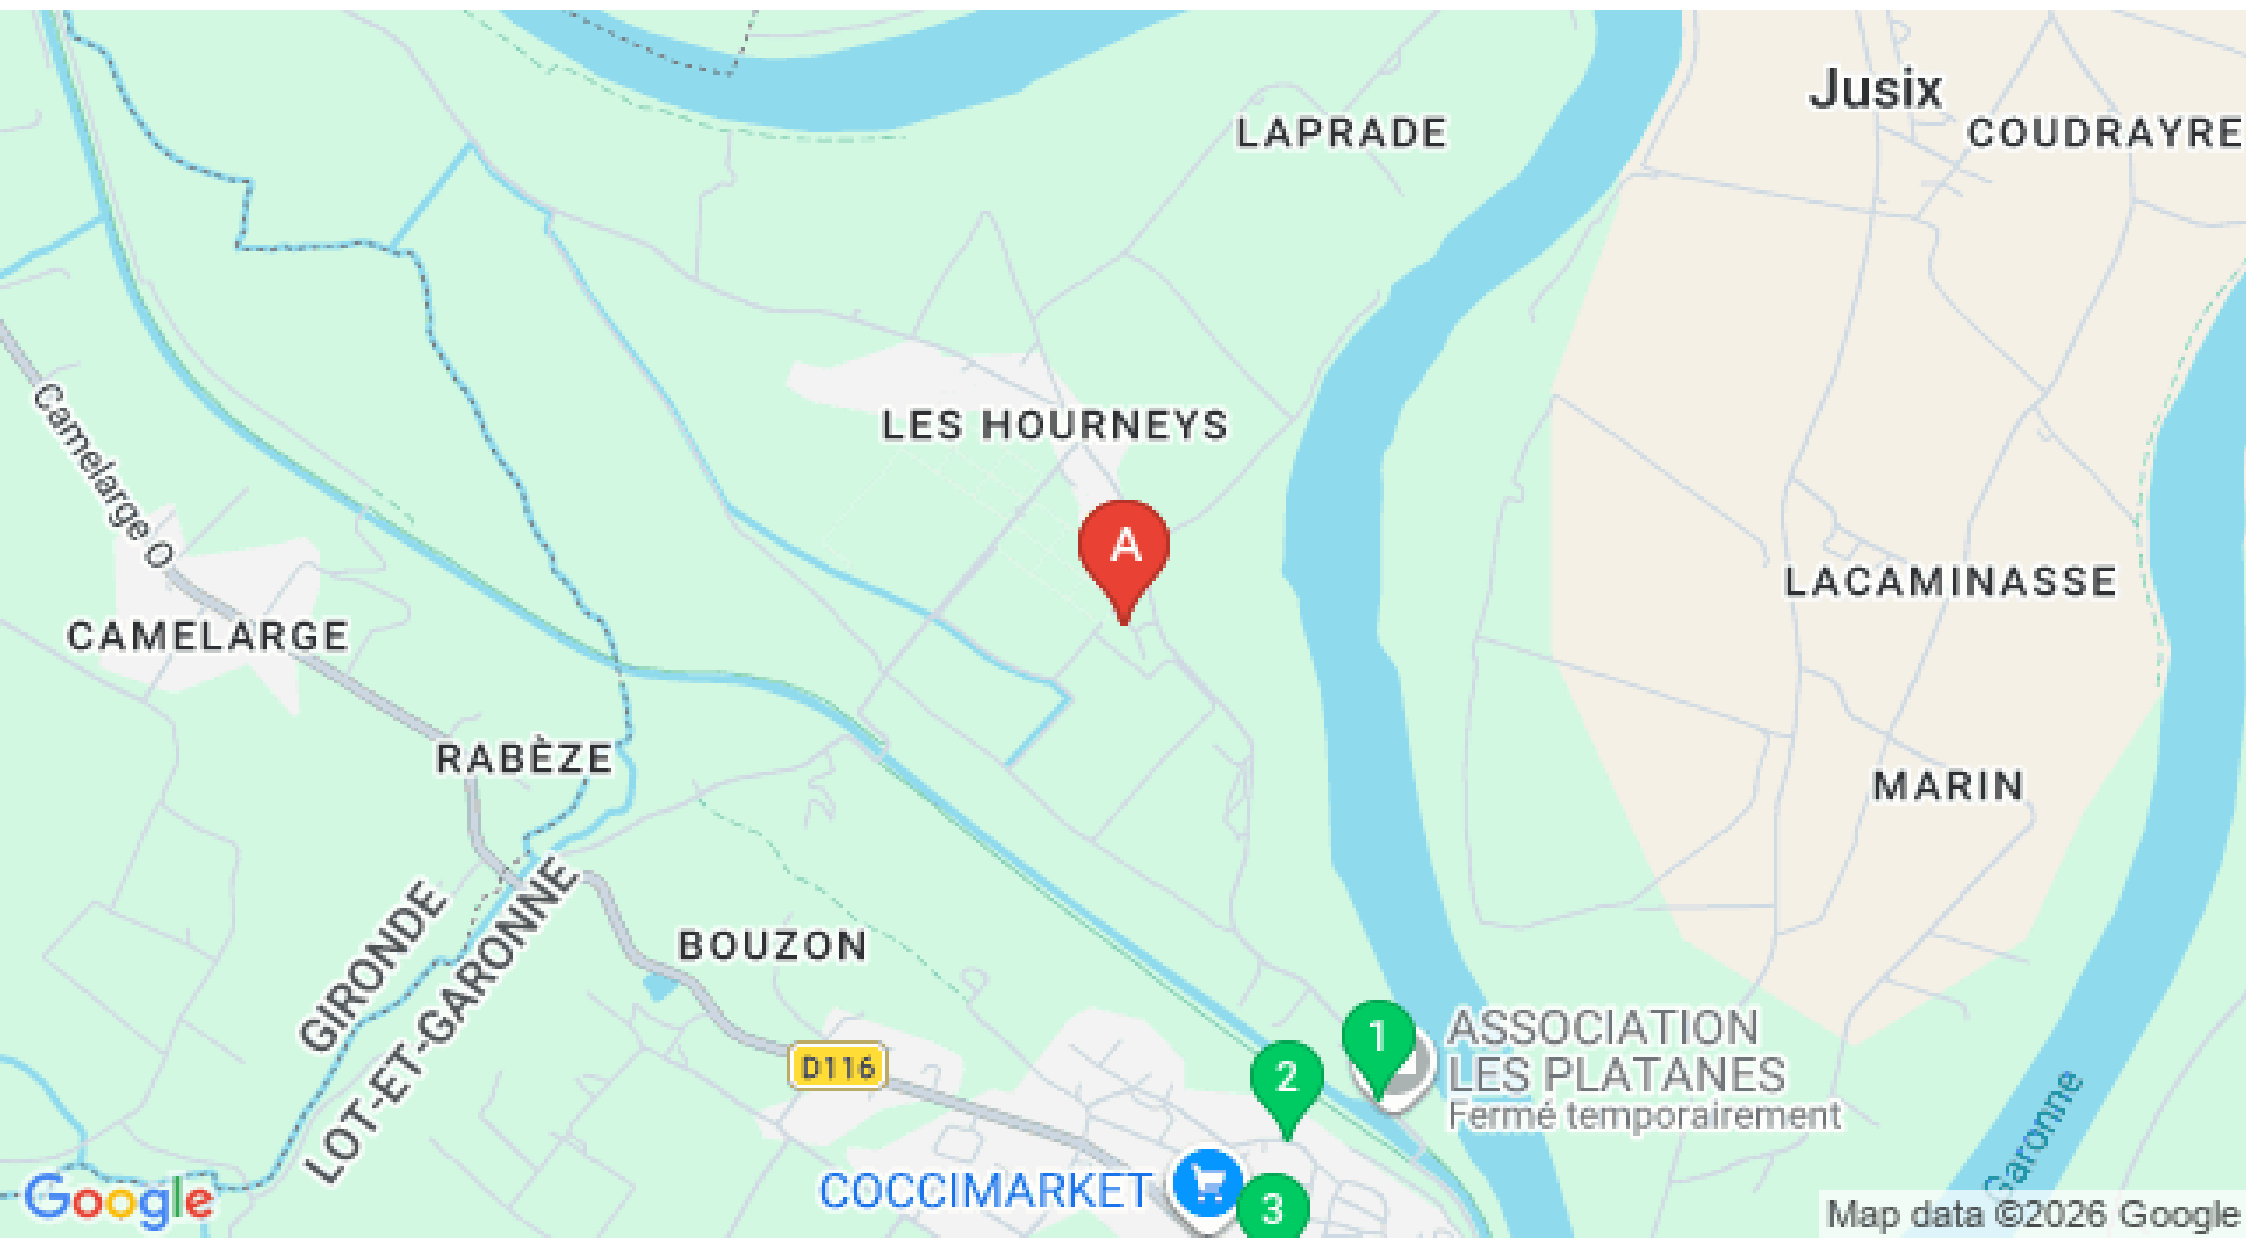 Jusix
LAPRADE
COUDRAYRE
LES HOURNEYS
Camelarge O
A
LACAMINASSE
CAMELARGE
RABÈZE
MARIN
GIRONDE
LOT-ET-GARONNE
BOUZON
D116
1
ASSOCIATION
LES PLATANES
Fermé temporairement
2
Garonne
COCCIMARKET
3
Google
Map data ©2026 Google